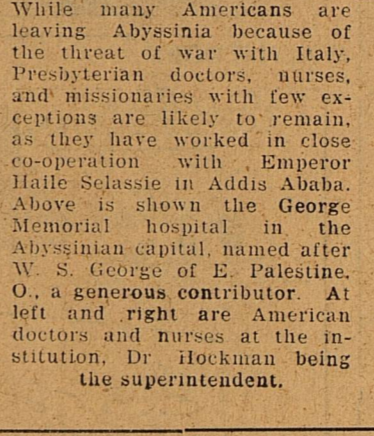 While many Americans are
leaving Abyssinia because of
the threat of war with Italy,
Presbyterian doctors, nurses,
and missionaries with few ex-
ceptions are likely to remain,
as they have worked in close
co-operation with Emperor
Haile Selassie in Addis Ababa.
Above is shown the George
Memorial hospital in the
Abyssinian capital, named after
W. S. George of E. Palestine,
O., a generous contributor. At
left and right are American
doctors and nurses at the in-
stitution, Dr Hockman being
the superintendent.